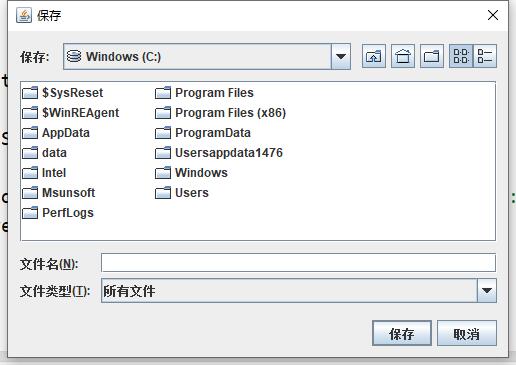 保存
保存: Windows (C:)
$SysReset Program Files
$WinREAgent Program Files (x86)
AppData ProgramData
data Usersappdata1476
Intel Windows
Msunsoft Users
PerfLogs
文件名(N):
文件类型(T): 所有文件
保存 取消